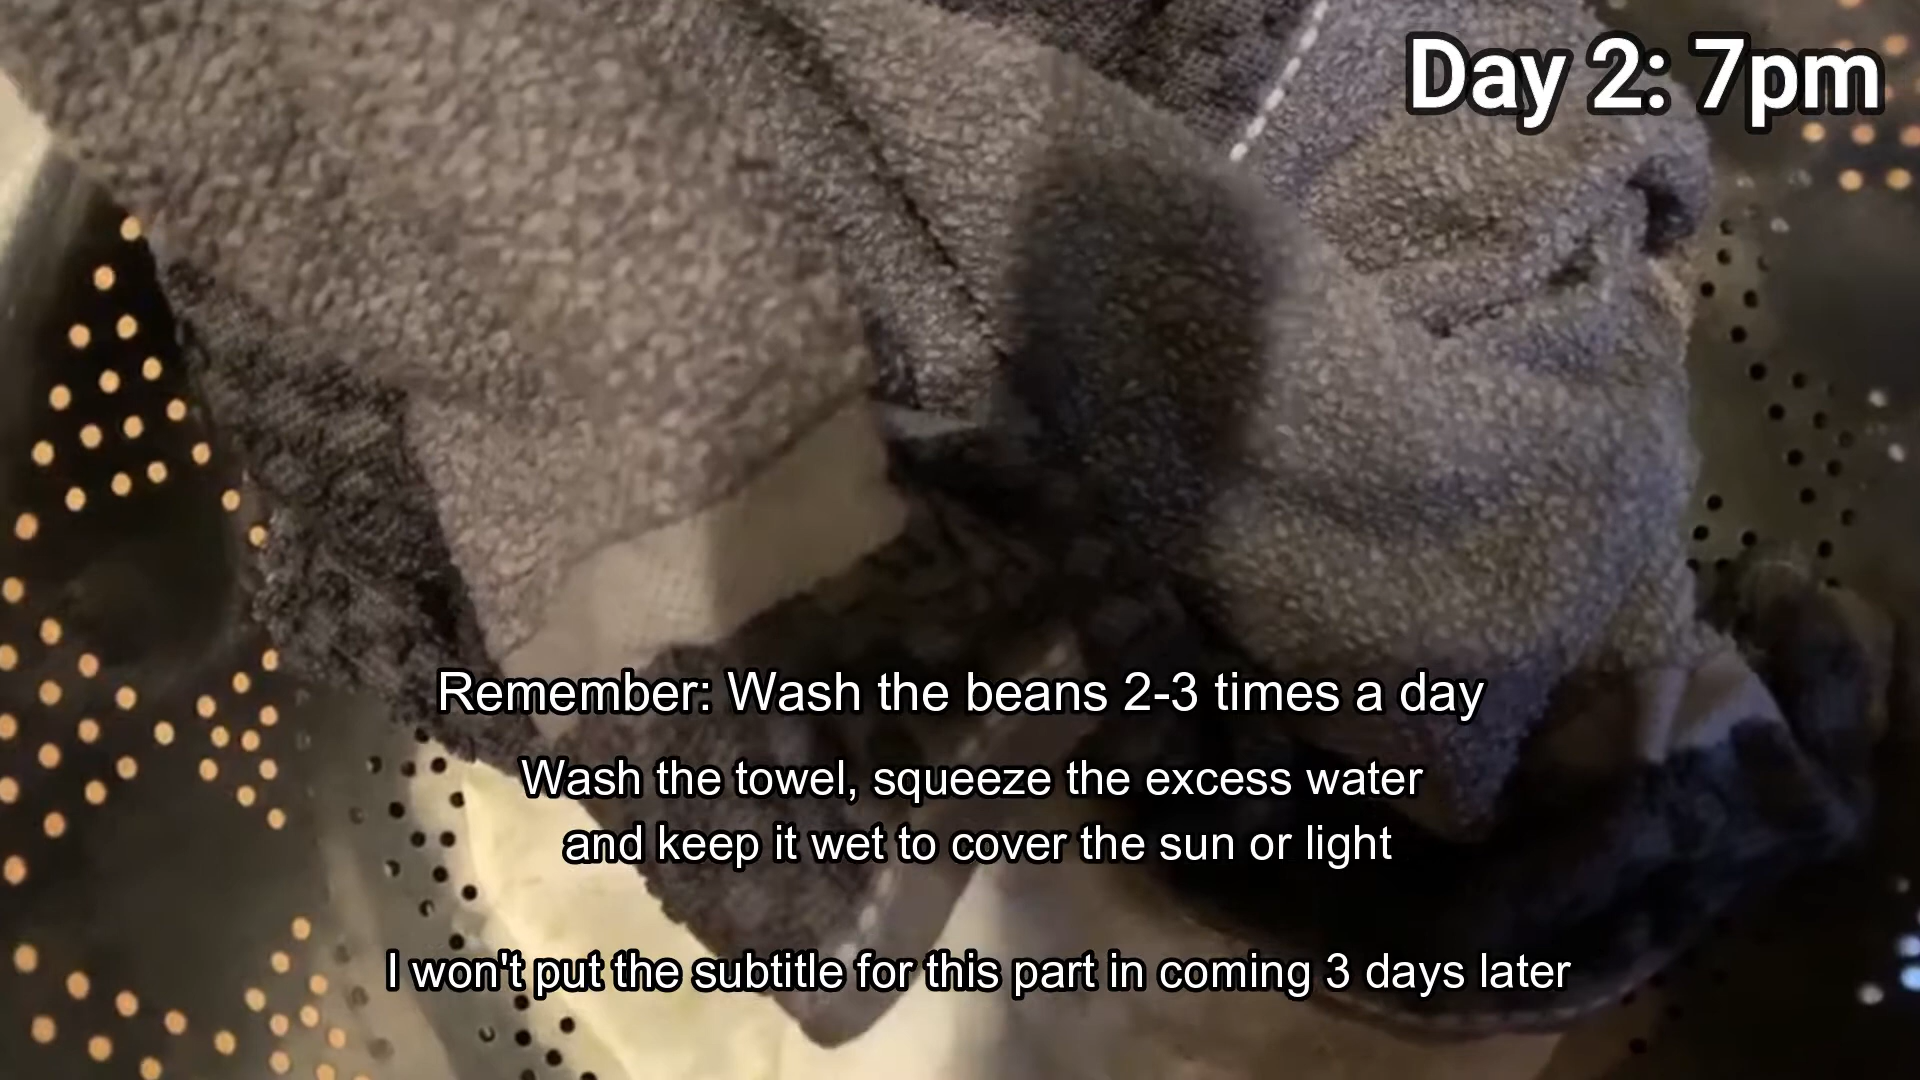 Day 2: 7pm
Remember: Wash the beans 2-3 times a day
Wash the towel, squeeze the excess water
and keep it wet to cover the sun or light
I won't put the subtitle for this part in coming 3 days later